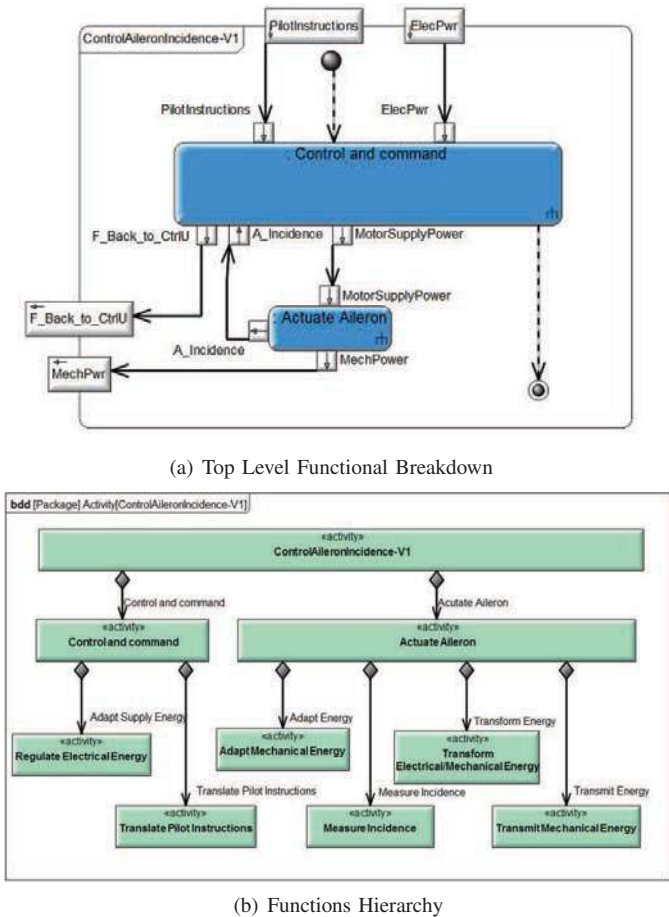 ControlAileronIncidence-V1
PilotInstructions
ElecPwr
PilotInstructions
ElecPwr
: Control and command
rh
F_Back_to_CtrlU
A_Incidence
MotorSupplyPower
MotorSupplyPower
F_Back_to_CtrlU
: Actuate Aileron
rh
A_Incidence
MechPower
MechPwr
(a) Top Level Functional Breakdown
bdd [Package] Activity[ControlAileronIncidence-V1]
«activity»
ControlAileronIncidence-V1
Control and command
Acutate Aileron
«activity»
Control and command
«activity»
Actuate Aileron
Adapt Supply Energy
Adapt Energy
Transform Energy
«activity»
Regulate Electrical Energy
«activity»
Adapt Mechanical Energy
«activity»
Transform
Electrical/Mechanical Energy
Translate Pilot Instructions
Measure Incidence
Transmit Energy
«activity»
Translate Pilot Instructions
«activity»
Measure Incidence
«activity»
Transmit Mechanical Energy
(b) Functions Hierarchy